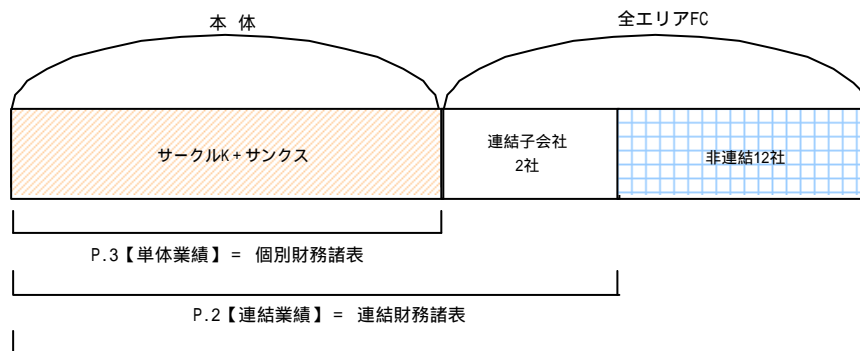 本 体
全エリアFC
サークルK+サンクス
連結子会社
2社
非連結12社
P.3【単体業績】= 個別財務諸表
P.2【連結業績】= 連結財務諸表